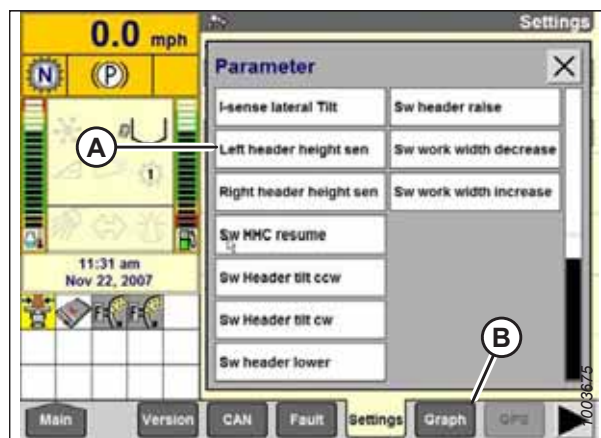 0.0 mph
Settings
N
(P)
Parameter
X
I-sense lateral Tilt
Sw header raise
A
D
Left header height sen
Sw work width decrease
1
Right header height sen
Sw work width increase
Sw HHC resume
11:31 am
Nov 22, 2007
Sw Header tilt ccw
F
F
Sw Header tilt cw
B
Sw header lower
Main
Version
CAN
Fault
Settings
Graph
GPS
1003675